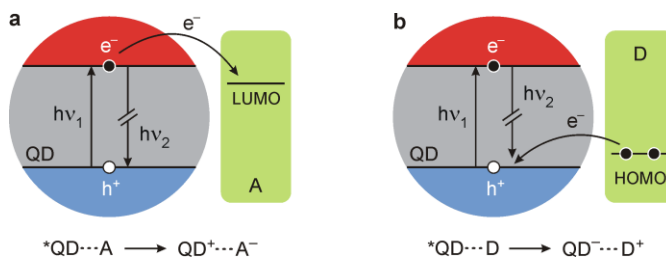 a
e⁻
e⁻
LUMO
hν₁
hν₂
QD
h⁺
A
*QD---A ⟶ QD⁺---A⁻
b
e⁻
D
hν₁
hν₂
e⁻
QD
h⁺
HOMO
*QD---D ⟶ QD⁻---D⁺